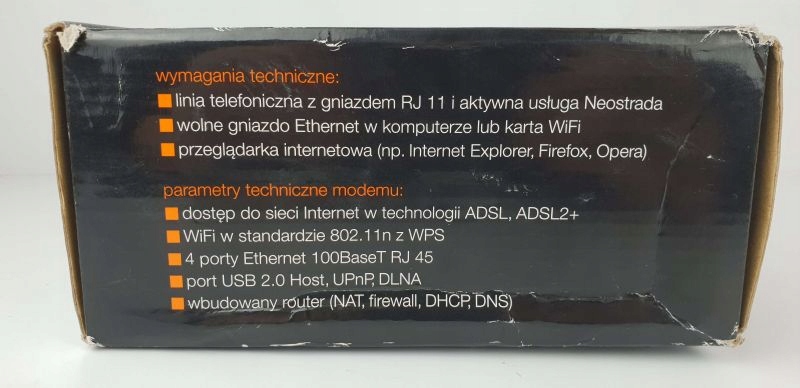 wymagania techniczne:
linia telefoniczna z gniazdem RJ 11 i aktywna usługa Neostrada
wolne gniazdo Ethernet w komputerze lub karta WiFi
przeglądarka internetowa (np. Internet Explorer, Firefox, Opera)
parametry techniczne modemu:
dostęp do sieci Internet w technologii ADSL, ADSL2+
WiFi w standardzie 802.11n z WPS
4 porty Ethernet 100BaseT RJ 45
port USB 2.0 Host, UPnP, DLNA
wbudowany router (NAT, firewall, DHCP, DNS)